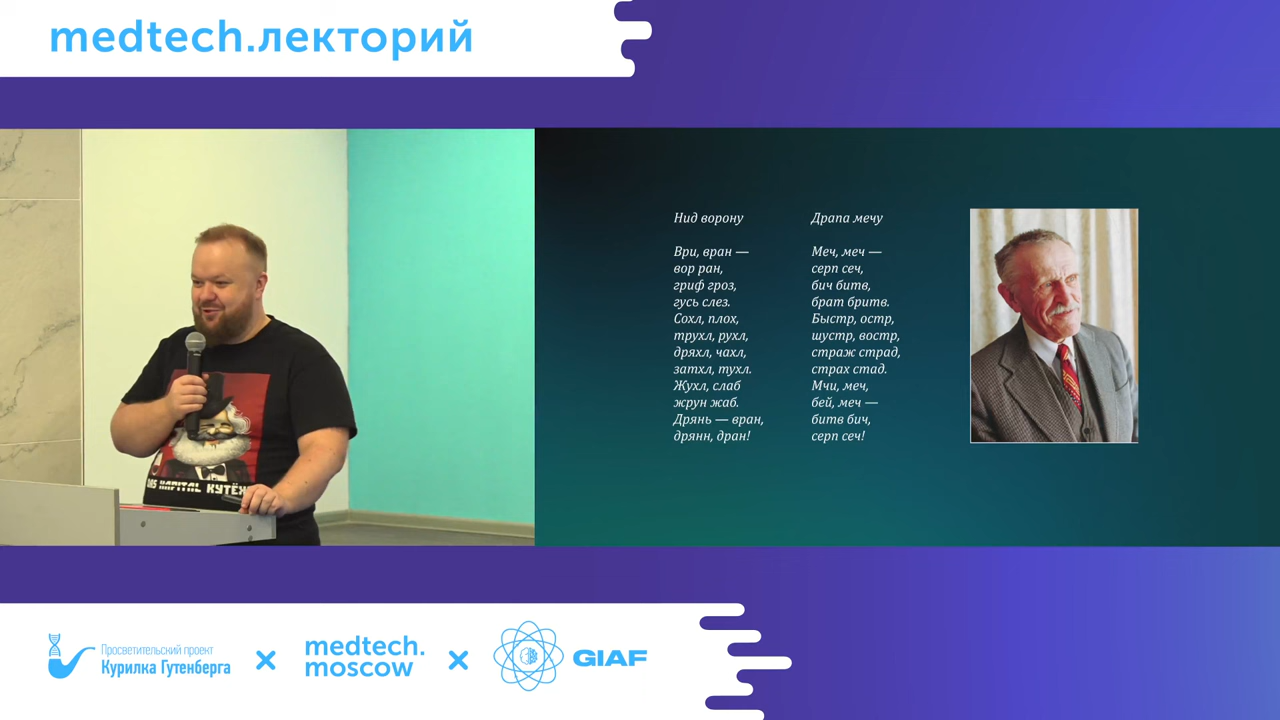 medtech.лекторий
Нид ворону
Ври, вран —
вор ран,
гриф гроз,
гусь слез.
Сохл, плох,
трухл, рухл,
дряхл, чахл,
затхл, тухл.
Жухл, слаб
жрун жаб.
Дрянь — вран,
дрянн, дран!
Драпа мечу
Меч, меч —
серп сеч,
бич битв,
брат бритв.
Быстр, остр,
шустр, востр,
страж страд,
страх стад.
Мчи, меч,
бей, меч —
битв бич,
серп сеч!
KAPITAL КУТЁЖ
Просветительский проект
Курилка Гутенберга
medtech.
moscow
GIAF